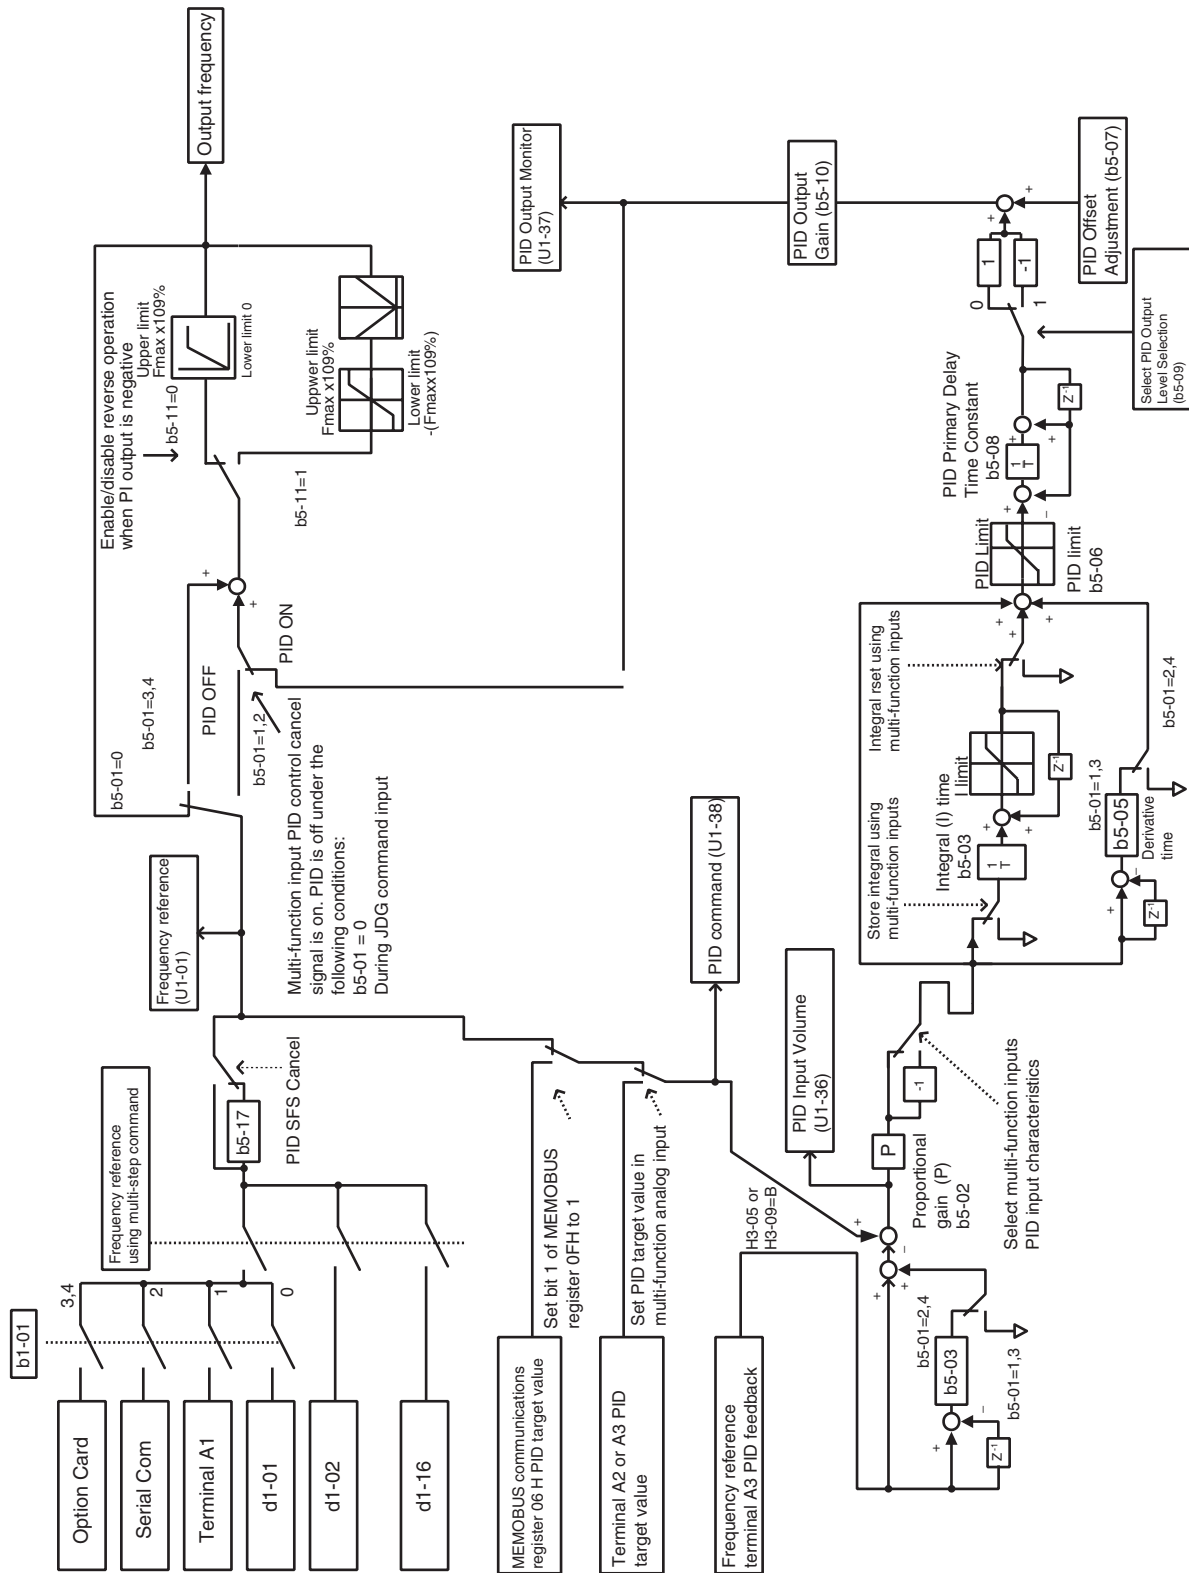 b1-01
Option Card
Serial Com
Terminal A1
d1-01
d1-02
d1-16
3,4
2
1
0
Frequency reference
using multi-step command
b5-17
PID SFS Cancel
Frequency reference
(U1-01)
b5-01=0
b5-01=3,4
PID OFF
b5-01=1,2
PID ON
Multi-function input PID control cancel
signal is on. PID is off under the
following conditions:
b5-01 = 0
During JDG command input
+
+
Enable/disable reverse operation
when PI output is negative
b5-11=0
b5-11=1
Upper limit
Fmax x109%
Lower limit 0
Uppwer limit
Fmax x109%
Lower limit
-(Fmaxx109%)
Output frequency
MEMOBUS communications
register 06 H PID target value
Set bit 1 of MEMOBUS
register 0FH to 1
Terminal A2 or A3 PID
target value
Set PID target value in
multi-function analog input
PID command (U1-38)
Frequency reference
terminal A3 PID feedback
H3-05 or
H3-09=B
PID Input Volume
(U1-36)
PID Output Monitor
(U1-37)
PID Output
Gain (b5-10)
+
-
Z-1
b5-03
b5-01=2,4
b5-01=1,3
+
+
+
-
P
Proportional
gain (P)
b5-02
-1
Select multi-function inputs
PID input characteristics
Store integral using
multi-function inputs
Integral (I) time
b5-03
1
T
+
+
I limit
Z-1
Integral rset using
multi-function inputs
+
-
Z-1
b5-05
Derivative
time
b5-01=1,3
b5-01=2,4
+
+
+
PID Limit
PID limit
b5-06
+
-
PID Primary Delay
Time Constant
b5-08
1
T
+
+
Z-1
0
1
1
-1
Select PID Output
Level Selection
(b5-09)
+
+
PID Offset
Adjustment (b5-07)